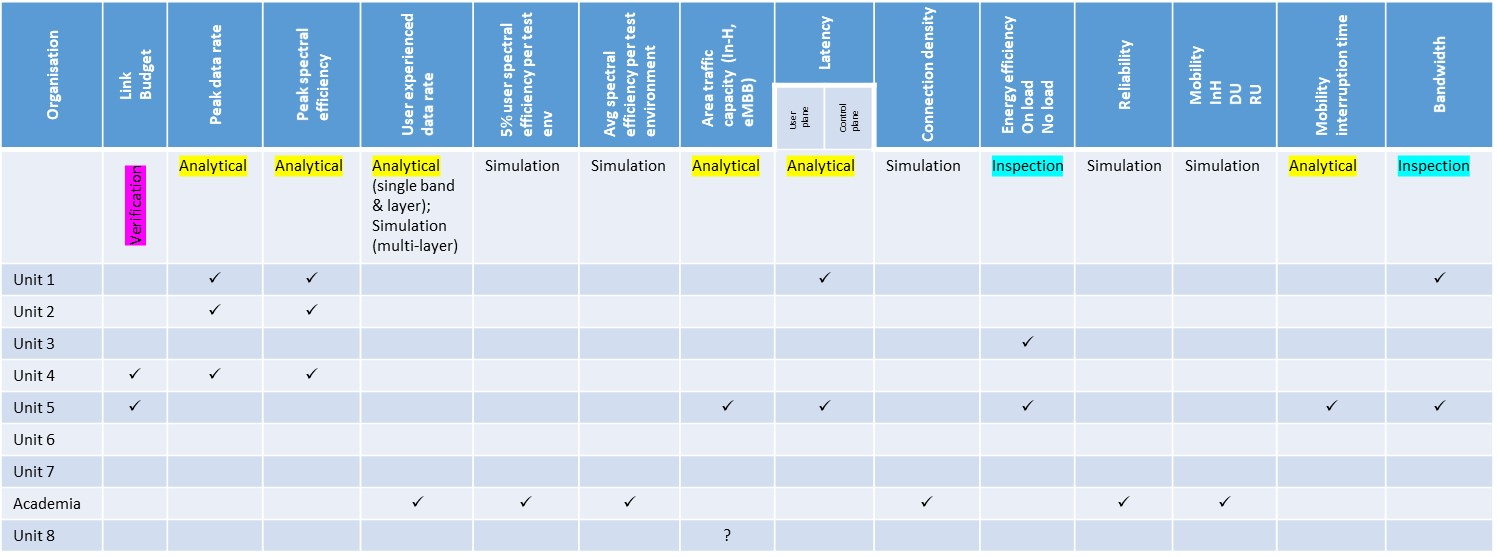 Organisation
Link
Budget
Peak data rate
Peak spectral
efficiency
User experienced
data rate
5% user spectral
efficiency per test
env
Avg spectral
efficiency per test
environment
Area traffic
capacity (In-H,
eMBB)
Latency
User
plane
Control
plane
Connection density
Energy efficiency
On load
No load
Reliability
Mobility
InH
DU
RU
Mobility
interruption time
Bandwidth
Verification
Analytical
Analytical
Analytical
(single band
& layer);
Simulation
(multi-layer)
Simulation
Simulation
Analytical
Analytical
Simulation
Inspection
Simulation
Simulation
Analytical
Inspection
Unit 1 ✓ ✓ ✓ ✓
Unit 2 ✓ ✓
Unit 3 ✓
Unit 4 ✓ ✓ ✓
Unit 5 ✓ ✓ ✓ ✓ ✓ ✓
Unit 6
Unit 7
Academia ✓ ✓ ✓ ✓ ✓ ✓
Unit 8 ?